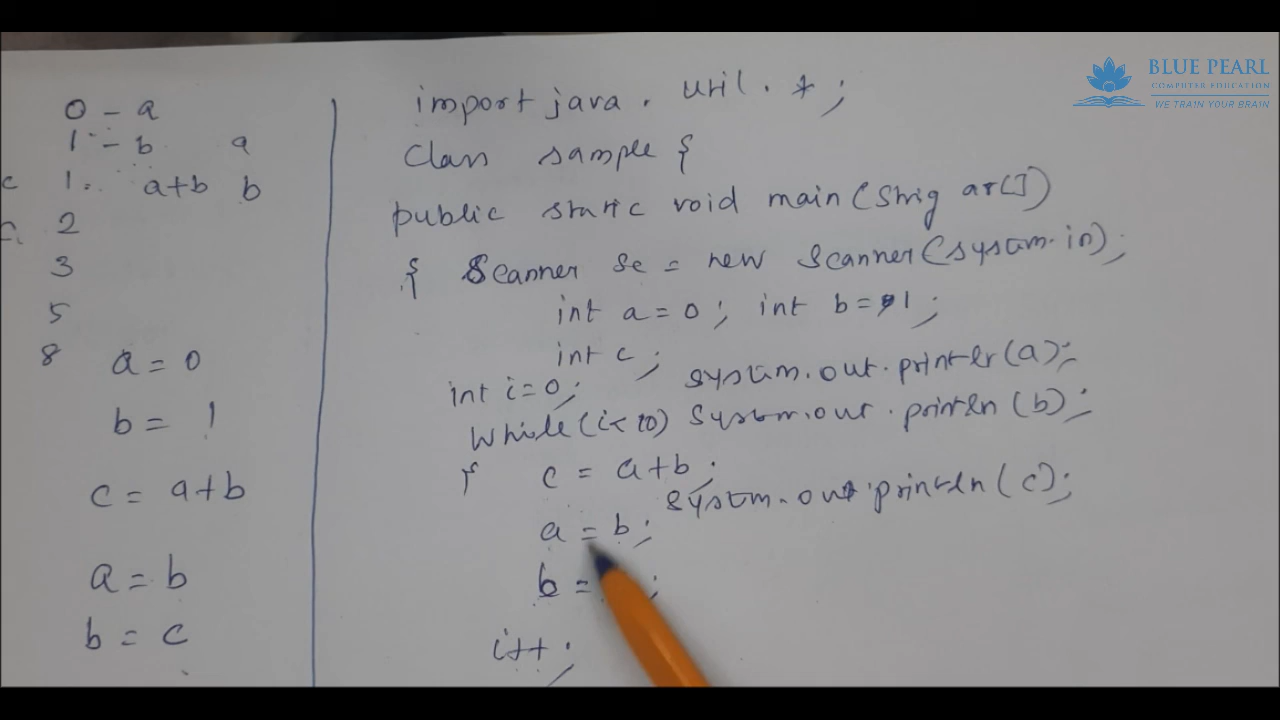 BLUE PEARL
COMPUTER EDUCATION
WE TRAIN YOUR BRAIN
0 - a
1 - b a
c 1. a+b b
2
3
5
8
a = 0
b = 1
c = a+b
a = b
b = c
import java . util . * ;
Class sample {
public static void main (String ar[])
{ Scanner Sc = new Scanner (System.in);
int a = 0 ; int b = 1 ;
int c ;
int i = 0 ; System.out.println(a);
While (i< 10) System.out.println (b);
{ c = a+b ;
System.out.println (c);
a = b ;
b = ;
i++ ;